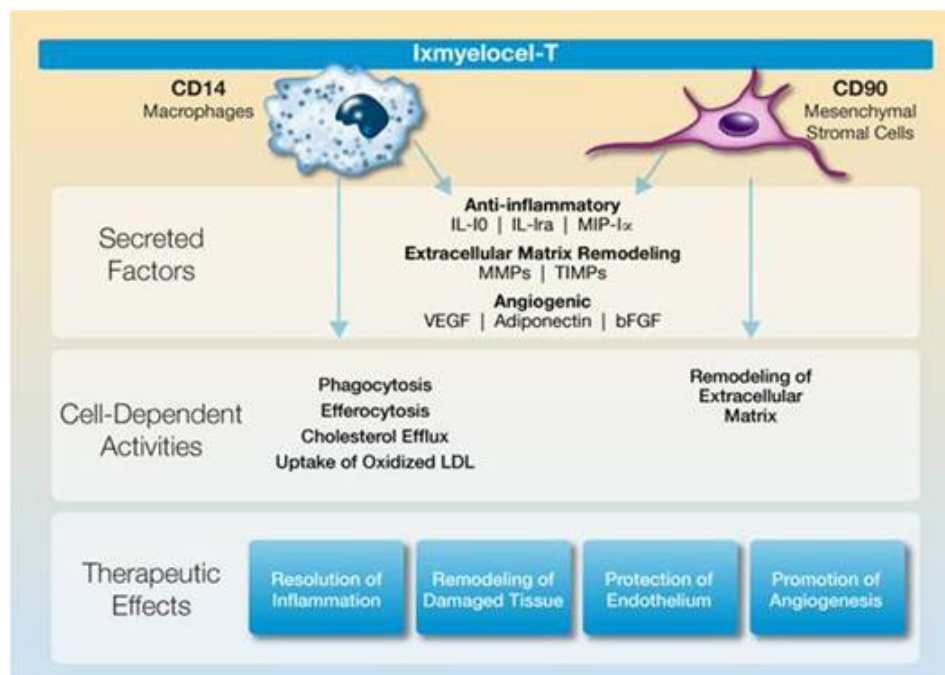 Ixmyelocel-T
CD14
Macrophages
CD90
Mesenchymal
Stromal Cells
Secreted
Factors
Anti-inflammatory
IL-I0 | IL-Ira | MIP-I∝
Extracellular Matrix Remodeling
MMPs | TIMPs
Angiogenic
VEGF | Adiponectin | bFGF
Cell-Dependent
Activities
Phagocytosis
Efferocytosis
Cholesterol Efflux
Uptake of Oxidized LDL
Remodeling of
Extracellular
Matrix
Therapeutic
Effects
Resolution of
Inflammation
Remodeling of
Damaged Tissue
Protection of
Endothelium
Promotion of
Angiogenesis